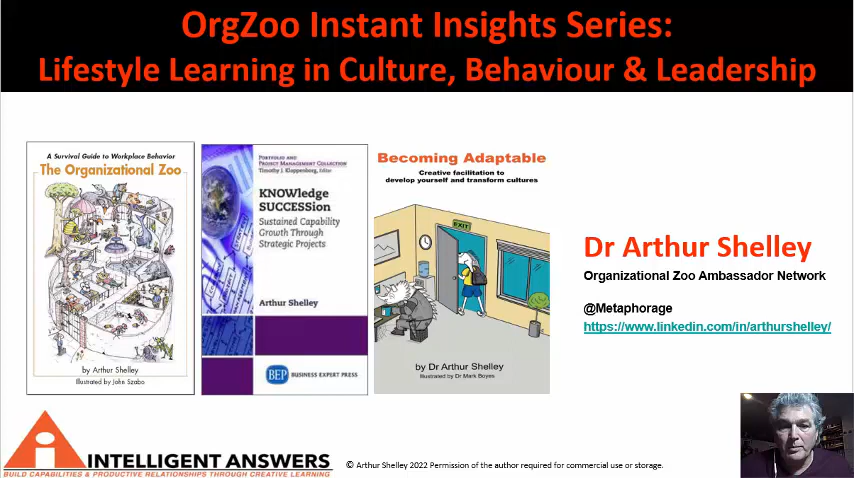 OrgZoo Instant Insights Series:
Lifestyle Learning in Culture, Behaviour & Leadership
A Survival Guide to Workplace Behavior
The Organizational Zoo
by Arthur Shelley
Illustrated by John Szabo
PORTFOLIO AND
PROJECT MANAGEMENT COLLECTION
Timothy J. Kloppenborg, Editor
KNOWledge
SUCCESSion
Sustained Capability
Growth Through
Strategic Projects
Arthur Shelley
BEP BUSINESS EXPERT PRESS
Becoming Adaptable
Creative facilitation to
develop yourself and transform cultures
EXIT
by Dr Arthur Shelley
Illustrated by Dr Mark Boyes
Dr Arthur Shelley
Organizational Zoo Ambassador Network
@Metaphorage
https://www.linkedin.com/in/arthurshelley/
INTELLIGENT ANSWERS
BUILD CAPABILITIES & PRODUCTIVE RELATIONSHIPS THROUGH CREATIVE LEARNING
© Arthur Shelley 2022 Permission of the author required for commercial use or storage.